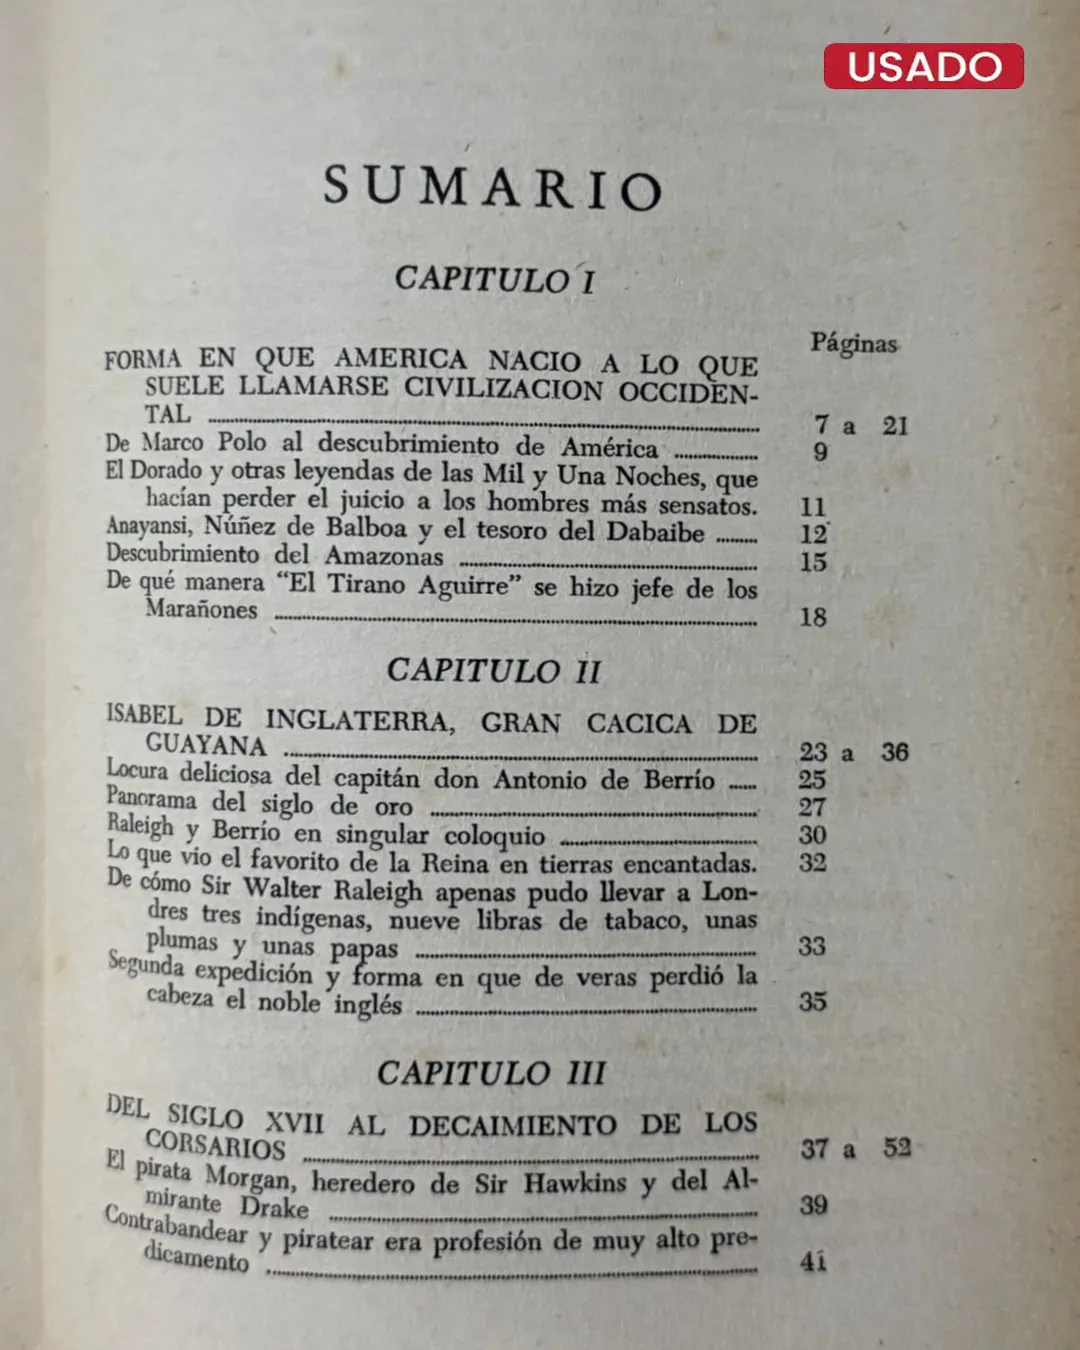 USADO
SUMARIO
CAPITULO I
Páginas
FORMA EN QUE AMERICA NACIO A LO QUE
SUELE LLAMARSE CIVILIZACION OCCIDEN-
TAL 7 a 21
De Marco Polo al descubrimiento de América 9
El Dorado y otras leyendas de las Mil y Una Noches, que
hacían perder el juicio a los hombres más sensatos. 11
Anayansi, Núñez de Balboa y el tesoro del Dabaibe 12
Descubrimiento del Amazonas 15
De qué manera “El Tirano Aguirre” se hizo jefe de los
Marañones 18
CAPITULO II
ISABEL DE INGLATERRA, GRAN CACICA DE
GUAYANA 23 a 36
Locura deliciosa del capitán don Antonio de Berrío 25
Panorama del siglo de oro 27
Raleigh y Berrío en singular coloquio 30
Lo que vio el favorito de la Reina en tierras encantadas. 32
De cómo Sir Walter Raleigh apenas pudo llevar a Lon-
dres tres indígenas, nueve libras de tabaco, unas
plumas y unas papas 33
Segunda expedición y forma en que de veras perdió la
cabeza el noble inglés 35
CAPITULO III
DEL SIGLO XVII AL DECAIMIENTO DE LOS
CORSARIOS 37 a 52
El pirata Morgan, heredero de Sir Hawkins y del Al-
mirante Drake 39
Contrabandear y piratear era profesión de muy alto pre-
dicamento 41